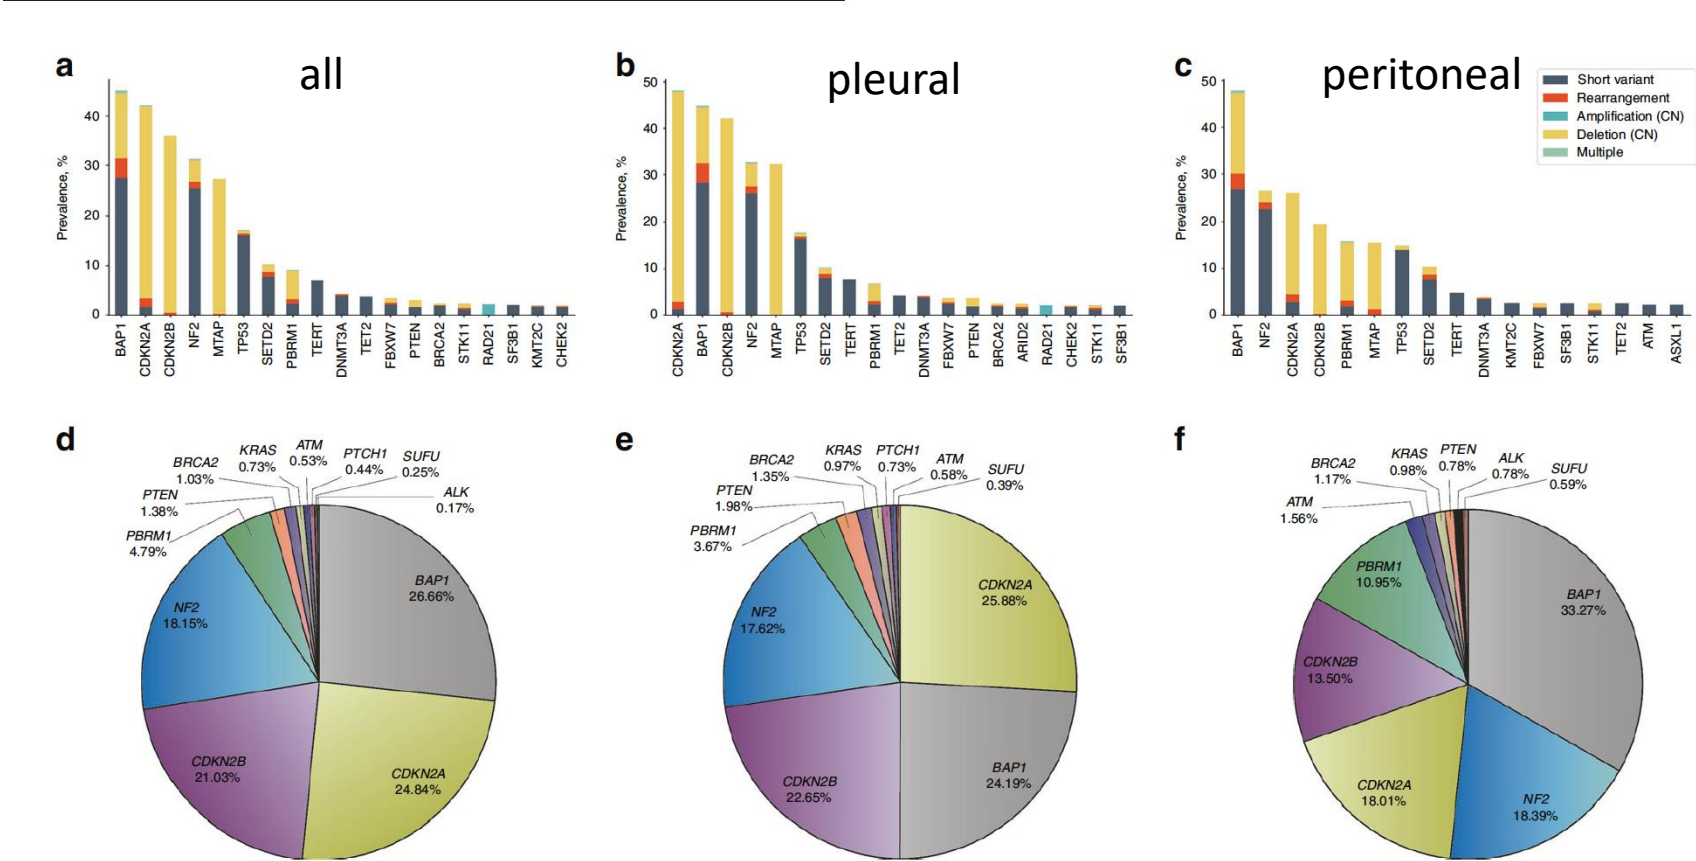 a
all
Prevalence, %
40
30
20
10
0
BAP1
CDKN2A
CDKN2B
NF2
MTAP
TP53
SETD2
PBRM1
TERT
DNMT3A
TET2
FBXW7
PTEN
BRCA2
STK11
RAD21
SF3B1
KMT2C
CHEK2
b
pleural
Prevalence, %
50
40
30
20
10
0
CDKN2A
BAP1
CDKN2B
NF2
MTAP
TP53
SETD2
TERT
PBRM1
TET2
DNMT3A
FBXW7
PTEN
BRCA2
ARID2
RAD21
CHEK2
STK11
SF3B1
c
peritoneal
Prevalence, %
50
40
30
20
10
0
Short variant
Rearrangement
Amplification (CN)
Deletion (CN)
Multiple
BAP1
NF2
CDKN2A
CDKN2B
PBRM1
MTAP
TP53
SETD2
TERT
DNMT3A
KMT2C
FBXW7
SF3B1
STK11
TET2
ATM
ASXL1
d
PBRM1
4.79%
PTEN
1.38%
BRCA2
1.03%
KRAS
0.73%
ATM
0.53%
PTCH1
0.44%
SUFU
0.25%
ALK
0.17%
BAP1
26.66%
NF2
18.15%
CDKN2B
21.03%
CDKN2A
24.84%
e
PBRM1
3.67%
PTEN
1.98%
BRCA2
1.35%
KRAS
0.97%
PTCH1
0.73%
ATM
0.58%
SUFU
0.39%
CDKN2A
25.88%
NF2
17.62%
CDKN2B
22.65%
BAP1
24.19%
f
ATM
1.56%
BRCA2
1.17%
KRAS
0.98%
PTEN
0.78%
ALK
0.78%
SUFU
0.59%
PBRM1
10.95%
BAP1
33.27%
CDKN2B
13.50%
CDKN2A
18.01%
NF2
18.39%